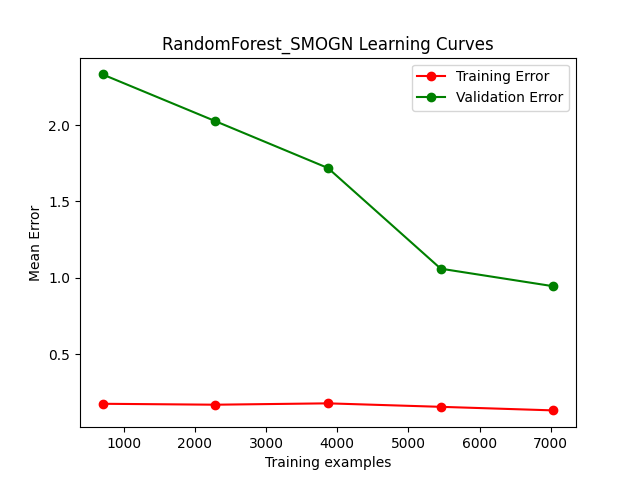 RandomForest_SMOGN Learning Curves
Training Error
Validation Error
2.0
1.5
1.0
0.5
Mean Error
1000 2000 3000 4000 5000 6000 7000
Training examples